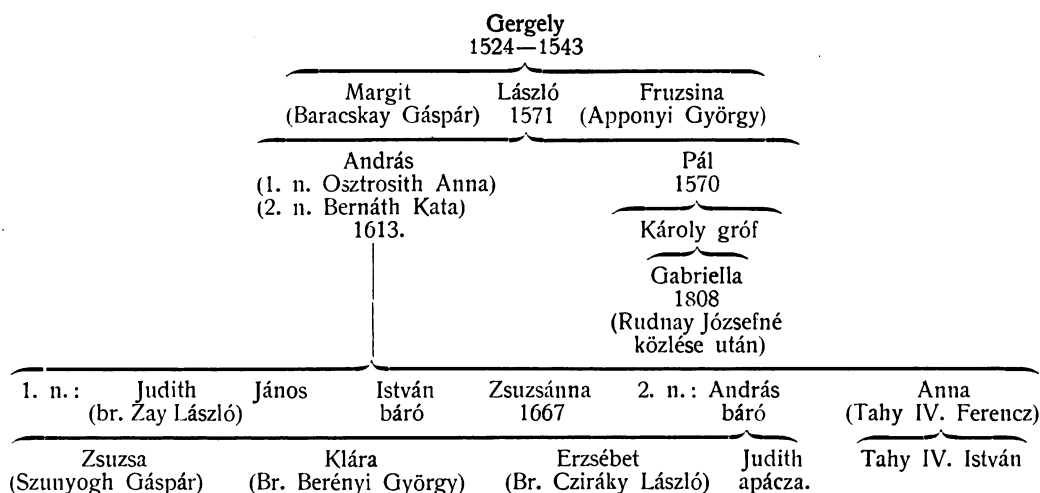 Gergely
1524—1543
Margit László Fruzsina
(Baracskay Gáspár) 1571 (Apponyi György)
András Pál
(1. n. Osztrosith Anna) 1570
(2. n. Bernáth Kata)
1613. Károly gróf
Gabriella
1808
(Rudnay Józsefné
közlése után)
1. n.: Judith János István Zsuzsánna 2. n.: András Anna
(br. Zay László) báró 1667 báró (Tahy IV. Ferencz)
Zsuzsa Klára Erzsébet Judith Tahy IV. István
(Szunyogh Gáspár) (Br. Berényi György) (Br. Cziráky László) apácza.